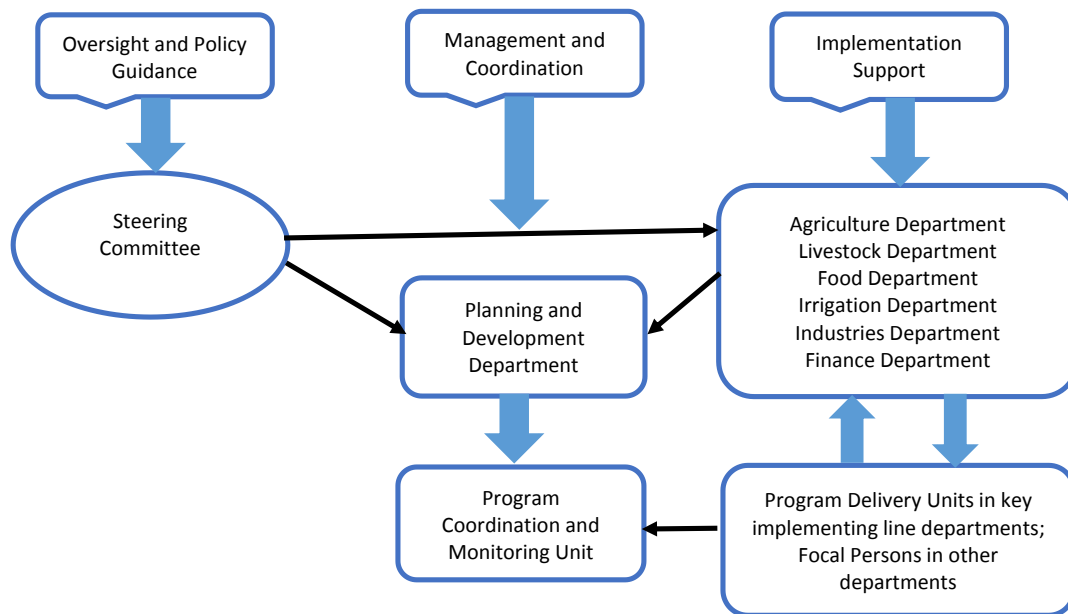 Oversight and Policy
Guidance
Management and
Coordination
Implementation
Support
Steering
Committee
Agriculture Department
Livestock Department
Food Department
Irrigation Department
Industries Department
Finance Department
Planning and
Development
Department
Program
Coordination and
Monitoring Unit
Program Delivery Units in key
implementing line departments;
Focal Persons in other
departments